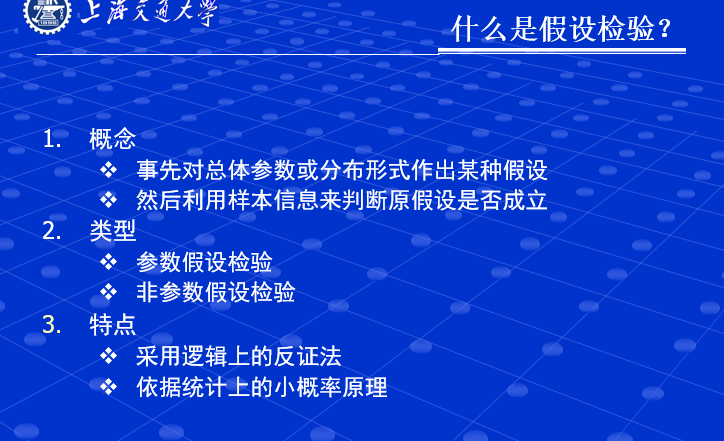 上海交通大学
什么是假设检验？
1. 概念
❖ 事先对总体参数或分布形式作出某种假设
❖ 然后利用样本信息来判断原假设是否成立
2. 类型
❖ 参数假设检验
❖ 非参数假设检验
3. 特点
❖ 采用逻辑上的反证法
❖ 依据统计上的小概率原理